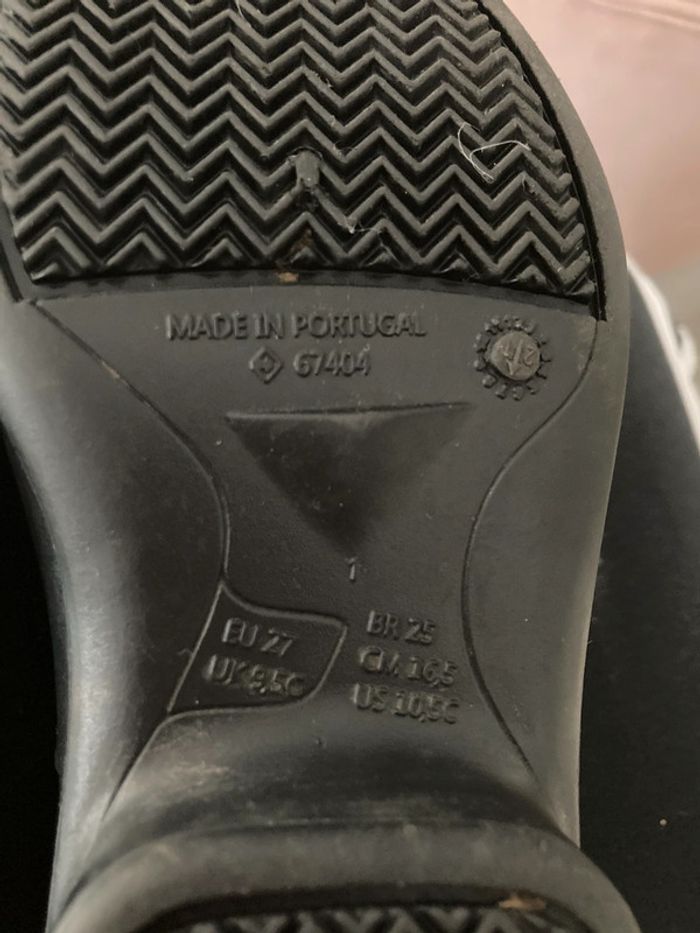 MADE IN PORTUGAL
67404
1
EU 27
UK 9,5C
BR 25
CM 16,5
US 10,5C